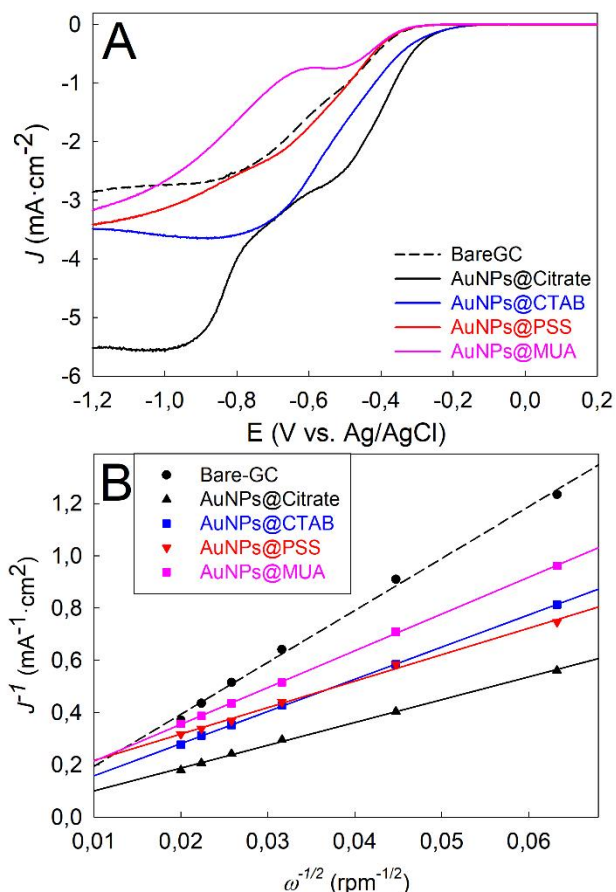 A
0
-1
-2
-3
-4
-5
-6
J (mA·cm⁻²)
BareGC
AuNPs@Citrate
AuNPs@CTAB
AuNPs@PSS
AuNPs@MUA
-1,2 -1,0 -0,8 -0,6 -0,4 -0,2 0,0 0,2
E (V vs. Ag/AgCl)
B
Bare-GC
AuNPs@Citrate
AuNPs@CTAB
AuNPs@PSS
AuNPs@MUA
1,2
1,0
0,8
0,6
0,4
0,2
0,0
J⁻¹ (mA⁻¹·cm²)
0,01 0,02 0,03 0,04 0,05 0,06
ω⁻¹/² (rpm⁻¹/²)